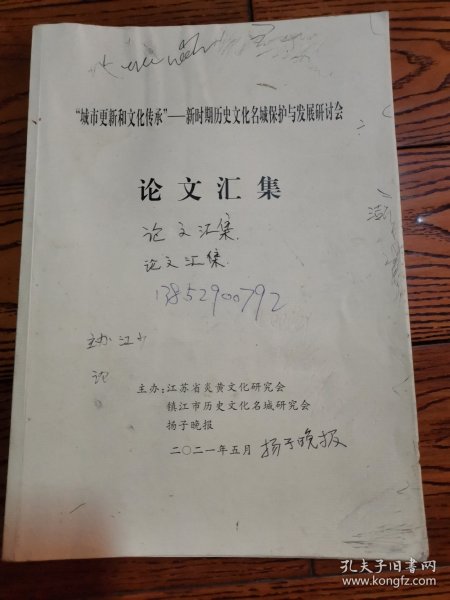 “城市更新和文化传承”——新时期历史文化名城保护与发展研讨会
论文汇集
论文汇集
论文汇集
13852900792
主办 江
论
主办：江苏省炎黄文化研究会
镇江市历史文化名城研究会
扬子晚报
二〇二一年五月 扬子晚报
孔夫子旧书网
www.kongfz.com